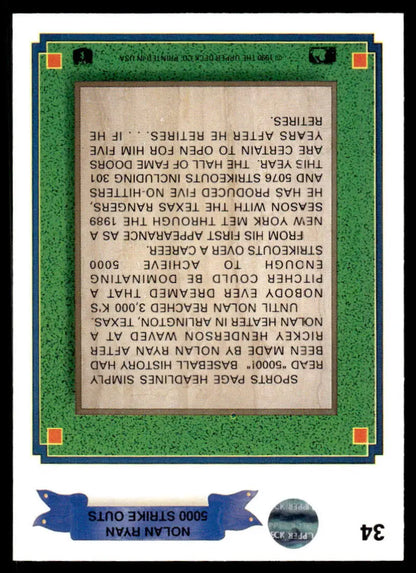 34
NOLAN RYAN
5000 STRIKE OUTS
SPORTS PAGE HEADLINES SIMPLY
READ "5000!" BASEBALL HISTORY HAD
BEEN MADE BY NOLAN RYAN AFTER
RICKEY HENDERSON WAVED AT A
NOLAN HEATER IN ARLINGTON, TEXAS.
UNTIL NOLAN REACHED 3,000 K'S
NOBODY EVER DREAMED THAT A
PITCHER COULD BE DOMINATING
ENOUGH TO ACHIEVE 5000
STRIKEOUTS OVER A CAREER.
FROM HIS FIRST APPEARANCE AS A
NEW YORK MET THROUGH THE 1989
SEASON WITH THE TEXAS RANGERS,
HE HAS PRODUCED FIVE NO-HITTERS
AND 5076 STRIKEOUTS INCLUDING 301
THIS YEAR. THE HALL OF FAME DOORS
ARE CERTAIN TO OPEN FOR HIM FIVE
YEARS AFTER HE RETIRES. . . . IF HE
RETIRES.
© 1990 THE UPPER DECK CO. PRINTED IN USA